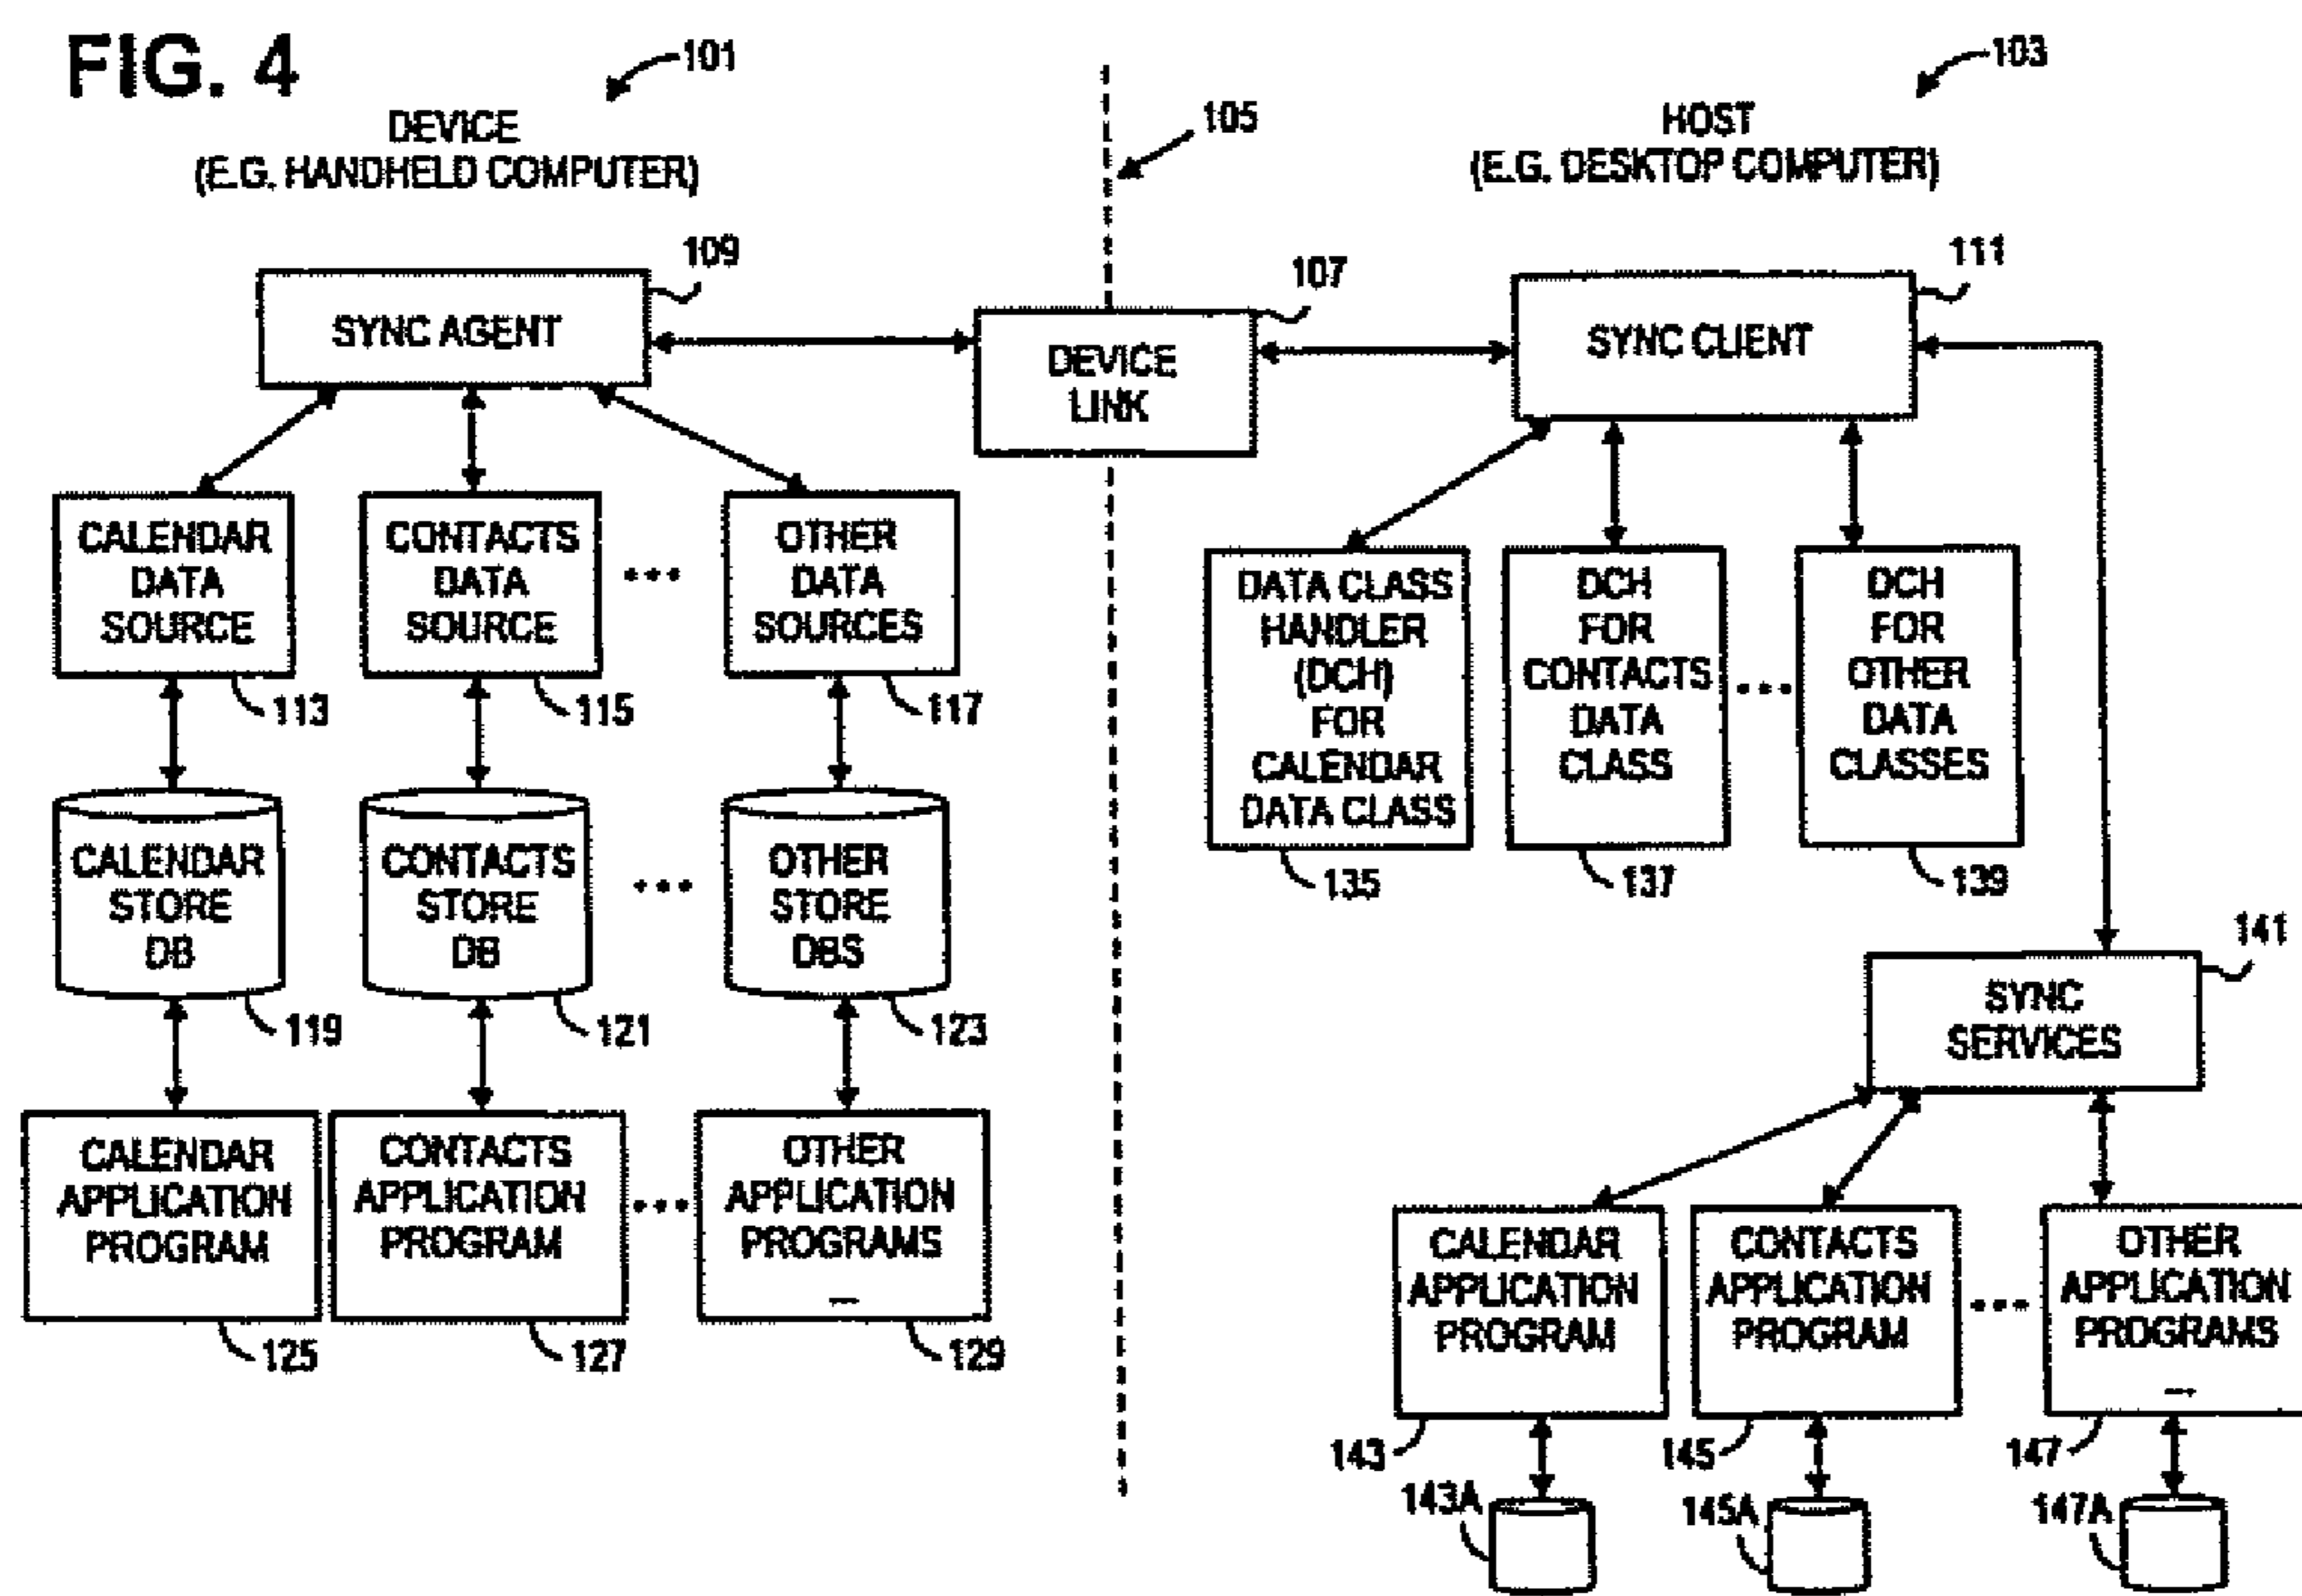 FIG. 4
101
DEVICE
(E.G. HANDHELD COMPUTER)
105
103
HOST
(E.G. DESKTOP COMPUTER)
109
SYNC AGENT
107
DEVICE
LINK
111
SYNC CLIENT
CALENDAR
DATA
SOURCE
113
CONTACTS
DATA
SOURCE
115
...
OTHER
DATA
SOURCES
117
DATA CLASS
HANDLER
(DCH)
FOR
CALENDAR
DATA CLASS
135
DCH
FOR
CONTACTS
DATA
CLASS
137
...
DCH
FOR
OTHER
DATA
CLASSES
139
CALENDAR
STORE
DB
119
CONTACTS
STORE
DB
121
...
OTHER
STORE
DBS
123
141
SYNC
SERVICES
CALENDAR
APPLICATION
PROGRAM
125
CONTACTS
APPLICATION
PROGRAM
127
...
OTHER
APPLICATION
PROGRAMS
129
CALENDAR
APPLICATION
PROGRAM
143
CONTACTS
APPLICATION
PROGRAM
145
...
OTHER
APPLICATION
PROGRAMS
147
143A
145A
147A